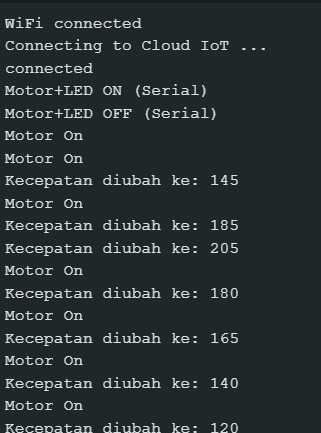 WiFi connected
Connecting to Cloud IoT ...
connected
Motor+LED ON (Serial)
Motor+LED OFF (Serial)
Motor On
Motor On
Kecepatan diubah ke: 145
Motor On
Kecepatan diubah ke: 185
Kecepatan diubah ke: 205
Motor On
Kecepatan diubah ke: 180
Motor On
Kecepatan diubah ke: 165
Motor On
Kecepatan diubah ke: 140
Motor On
Kecepatan diubah ke: 120